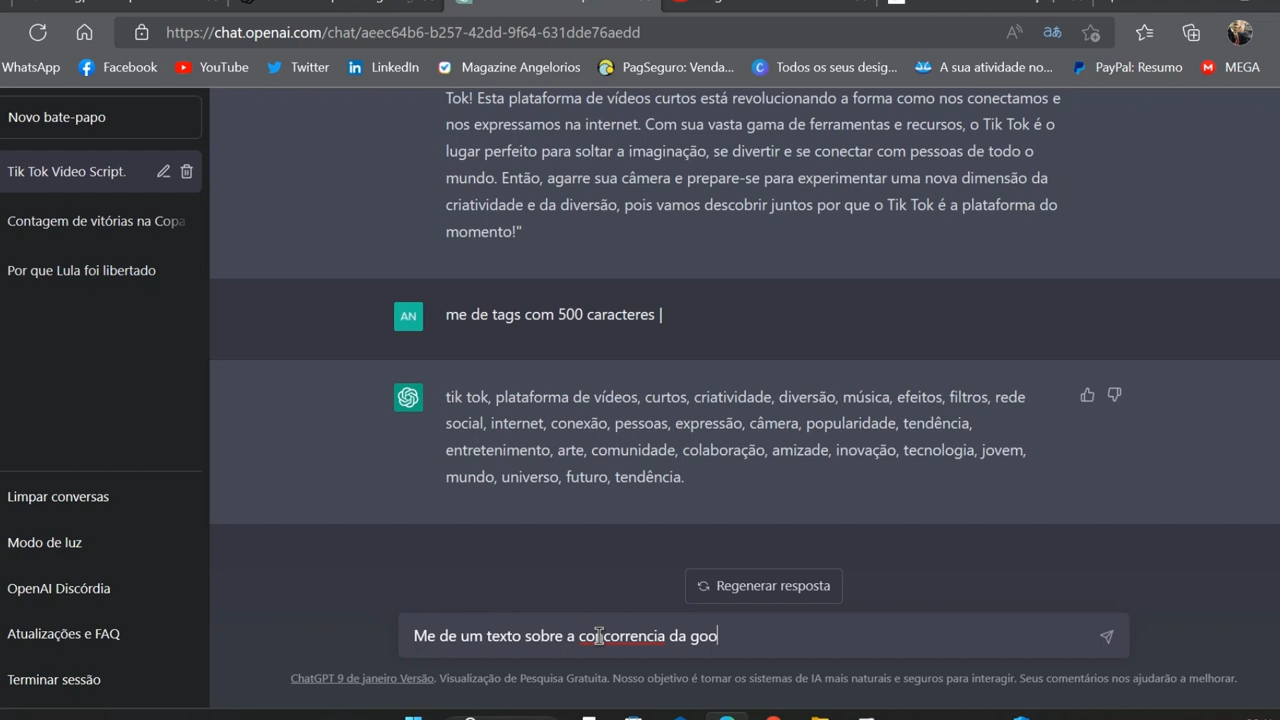 https://chat.openai.com/chat/aeec64b6-b257-42dd-9f64-631dde76aedd
WhatsApp Facebook YouTube Twitter LinkedIn Magazine Angelorios PagSeguro: Venda... Todos os seus desig... A sua atividade no... PayPal: Resumo MEGA
Novo bate-papo
Tik Tok Video Script.
Contagem de vitórias na Copa
Por que Lula foi libertado
Limpar conversas
Modo de luz
OpenAI Discórdia
Atualizações e FAQ
Terminar sessão
Tok! Esta plataforma de vídeos curtos está revolucionando a forma como nos conectamos e
nos expressamos na internet. Com sua vasta gama de ferramentas e recursos, o Tik Tok é o
lugar perfeito para soltar a imaginação, se divertir e se conectar com pessoas de todo o
mundo. Então, agarre sua câmera e prepare-se para experimentar uma nova dimensão da
criatividade e da diversão, pois vamos descobrir juntos por que o Tik Tok é a plataforma do
momento!"
AN me de tags com 500 caracteres |
tik tok, plataforma de vídeos, curtos, criatividade, diversão, música, efeitos, filtros, rede
social, internet, conexão, pessoas, expressão, câmera, popularidade, tendência,
entretenimento, arte, comunidade, colaboração, amizade, inovação, tecnologia, jovem,
mundo, universo, futuro, tendência.
Regenerar resposta
Me de um texto sobre a concorrencia da goo
ChatGPT 9 de janeiro Versão. Visualização de Pesquisa Gratuita. Nosso objetivo é tornar os sistemas de IA mais naturais e seguros para interagir. Seus comentários nos ajudarão a melhorar.